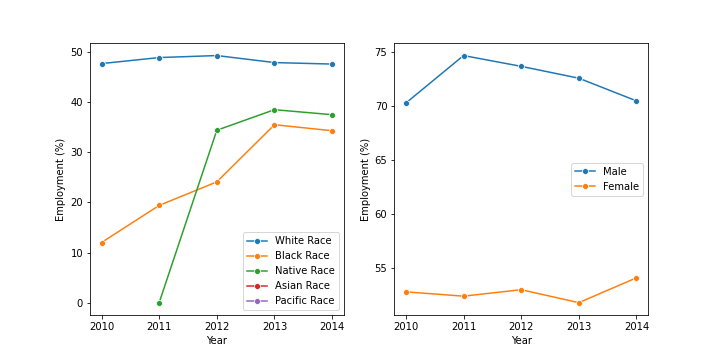 50
40
30
20
10
0
Employment (%)
2010 2011 2012 2013 2014
Year
White Race
Black Race
Native Race
Asian Race
Pacific Race
75
70
65
60
55
Employment (%)
2010 2011 2012 2013 2014
Year
Male
Female